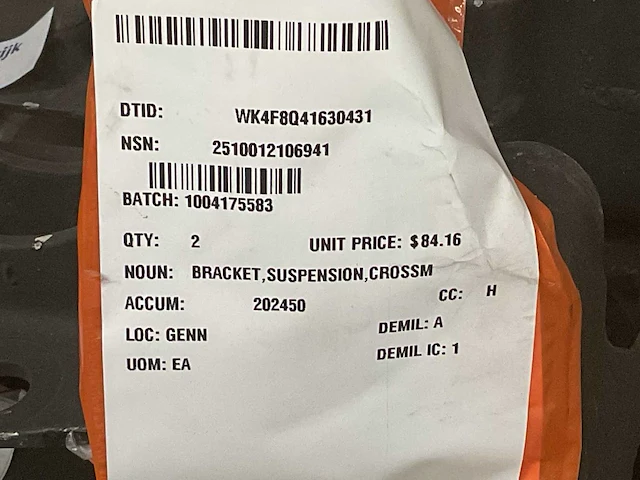 DTID: WK4F8Q41630431
NSN: 2510012106941
BATCH: 1004175583
QTY: 2 UNIT PRICE: $84.16
NOUN: BRACKET,SUSPENSION,CROSSM
ACCUM: 202450 CC: H
LOC: GENN DEMIL: A
UOM: EA DEMIL IC: 1